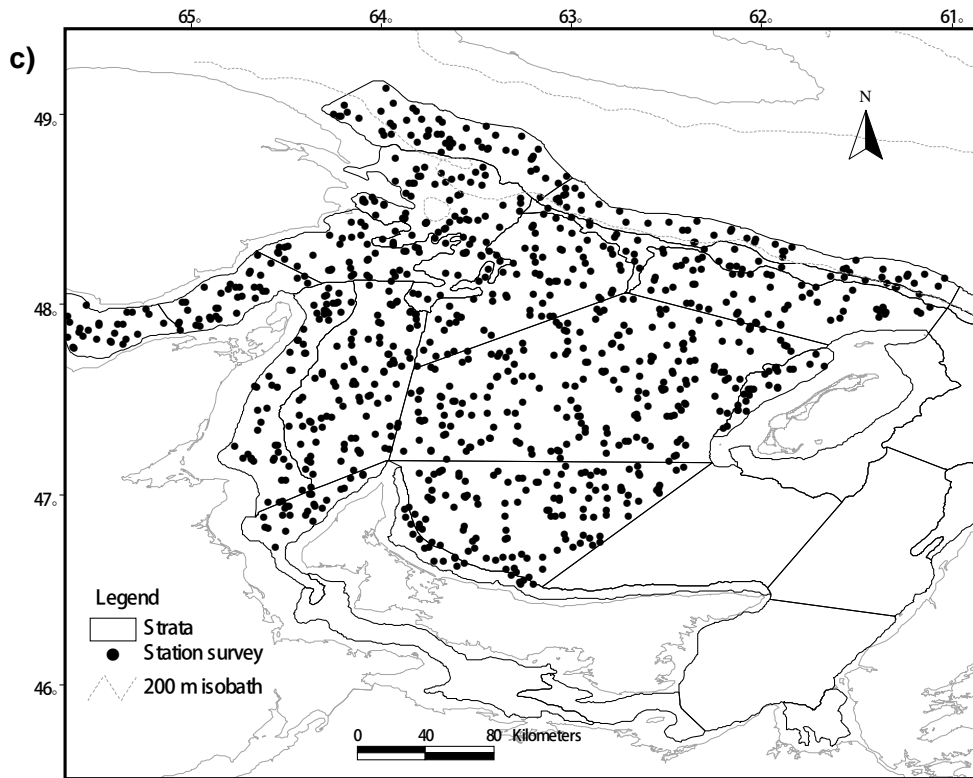 65° 64° 63° 62° 61°
c)
49°
N
48°
47°
Legend
Strata
Station survey
200 m isobath
46°
0 40 80 Kilometers